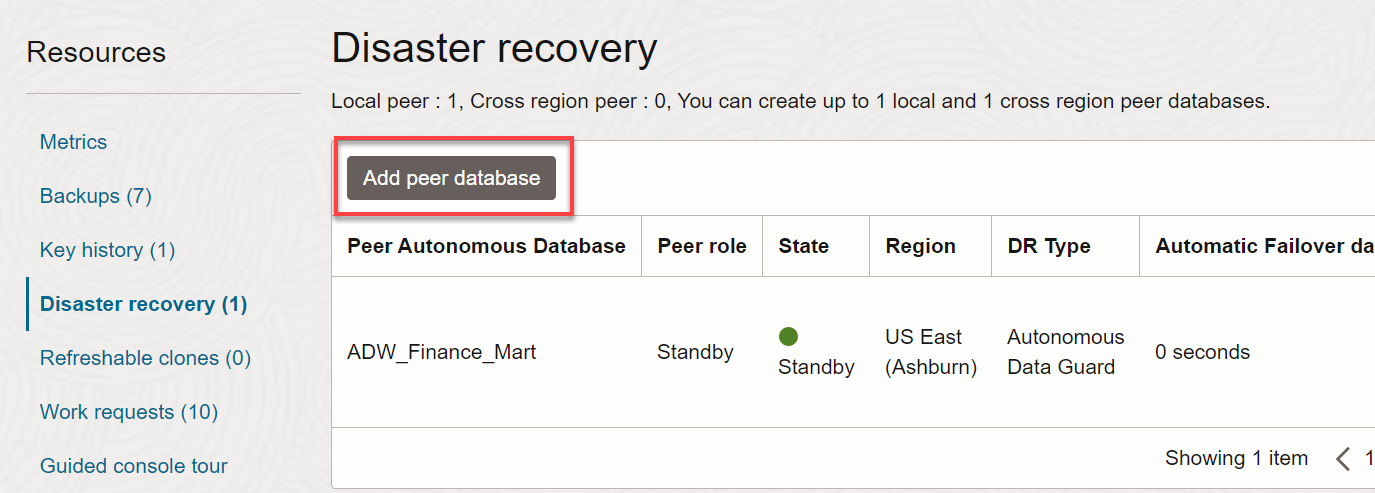 Resources
Metrics
Backups (7)
Key history (1)
Disaster recovery (1)
Refreshable clones (0)
Work requests (10)
Guided console tour
Disaster recovery
Local peer : 1, Cross region peer : 0, You can create up to 1 local and 1 cross region peer databases.
Add peer database
Peer Autonomous Database Peer role State Region DR Type Automatic Failover da
ADW_Finance_Mart Standby Standby US East (Ashburn) Autonomous Data Guard 0 seconds
Showing 1 item 1